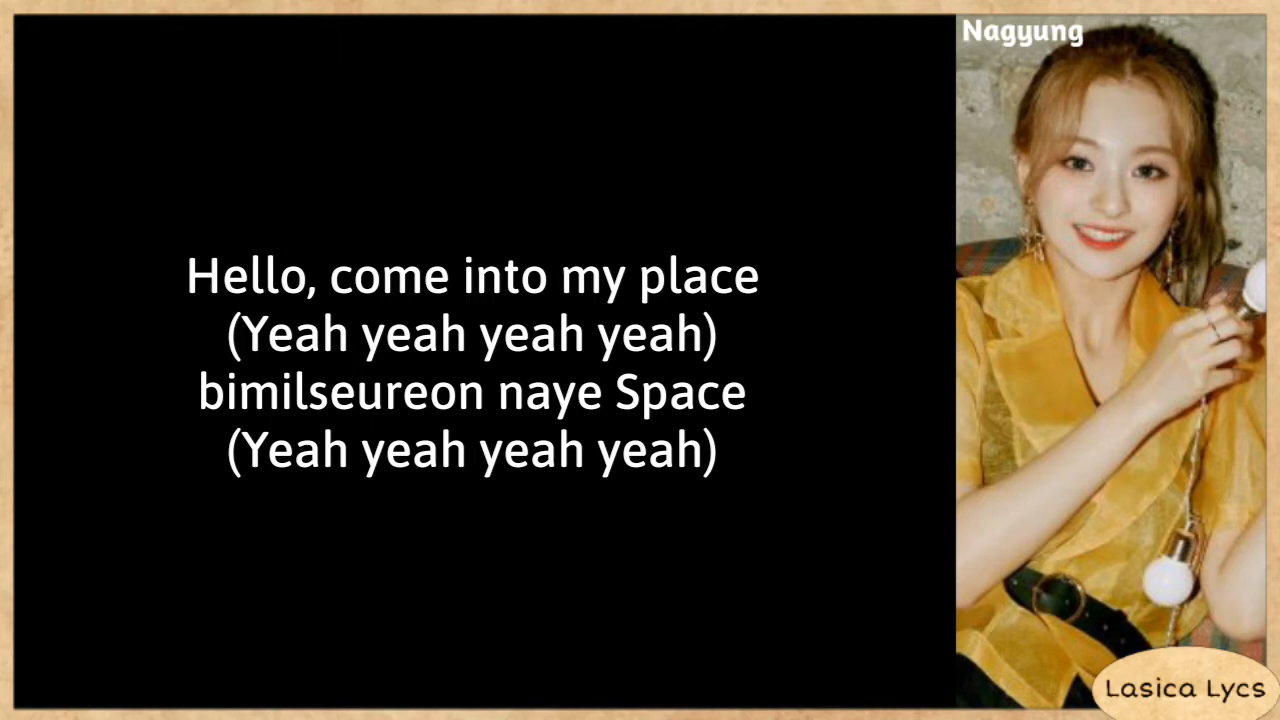 Nagyung
Hello, come into my place
(Yeah yeah yeah yeah)
bimilseureon naye Space
(Yeah yeah yeah yeah)
Lasica Lycs